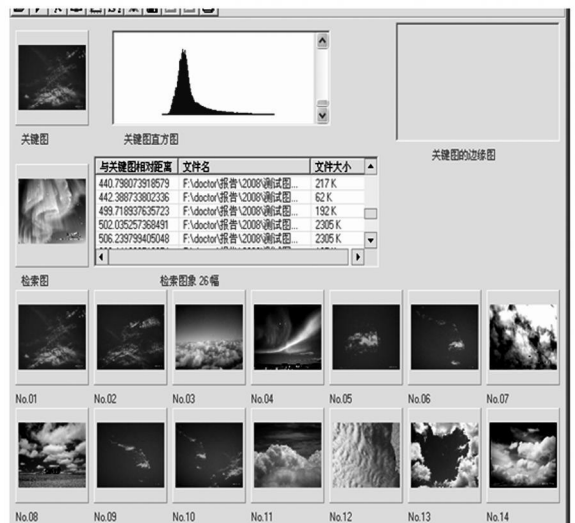 关键图
关键图直方图
关键图的边缘图
与关键图相对距离 文件名 文件大小
440.798073918579 F:\doctor\报告\2008\测试图... 217 K
442.388733802336 F:\doctor\报告\2008\测试图... 62 K
499.718937635723 F:\doctor\报告\2008\测试图... 192 K
502.035257368491 F:\doctor\报告\2008\测试图... 2305 K
506.239799405048 F:\doctor\报告\2008\测试图... 2305 K
检索图
检索图象 26幅
No.01 No.02 No.03 No.04 No.05 No.06 No.07
No.08 No.09 No.10 No.11 No.12 No.13 No.14